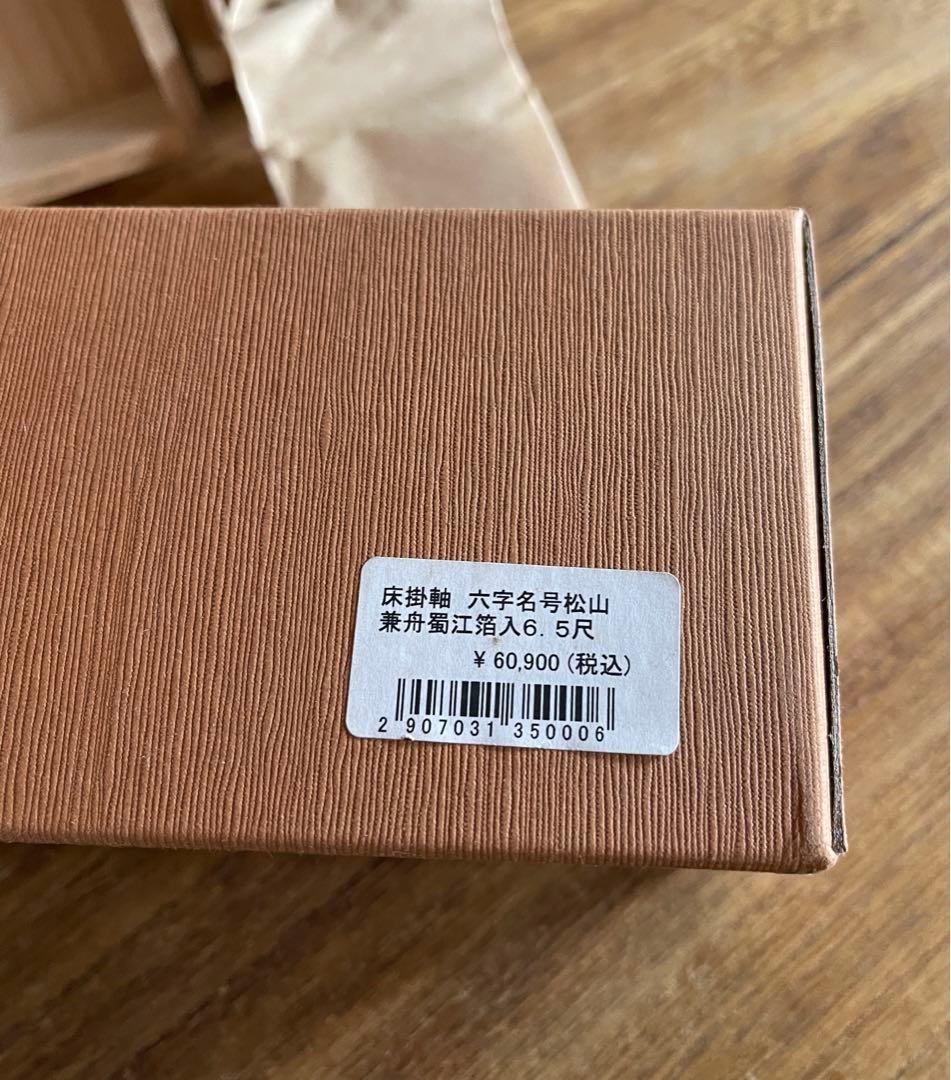 床掛軸 六字名号松山
兼舟蜀江箔入6.5尺
¥60,900(税込)
2 907031 350006